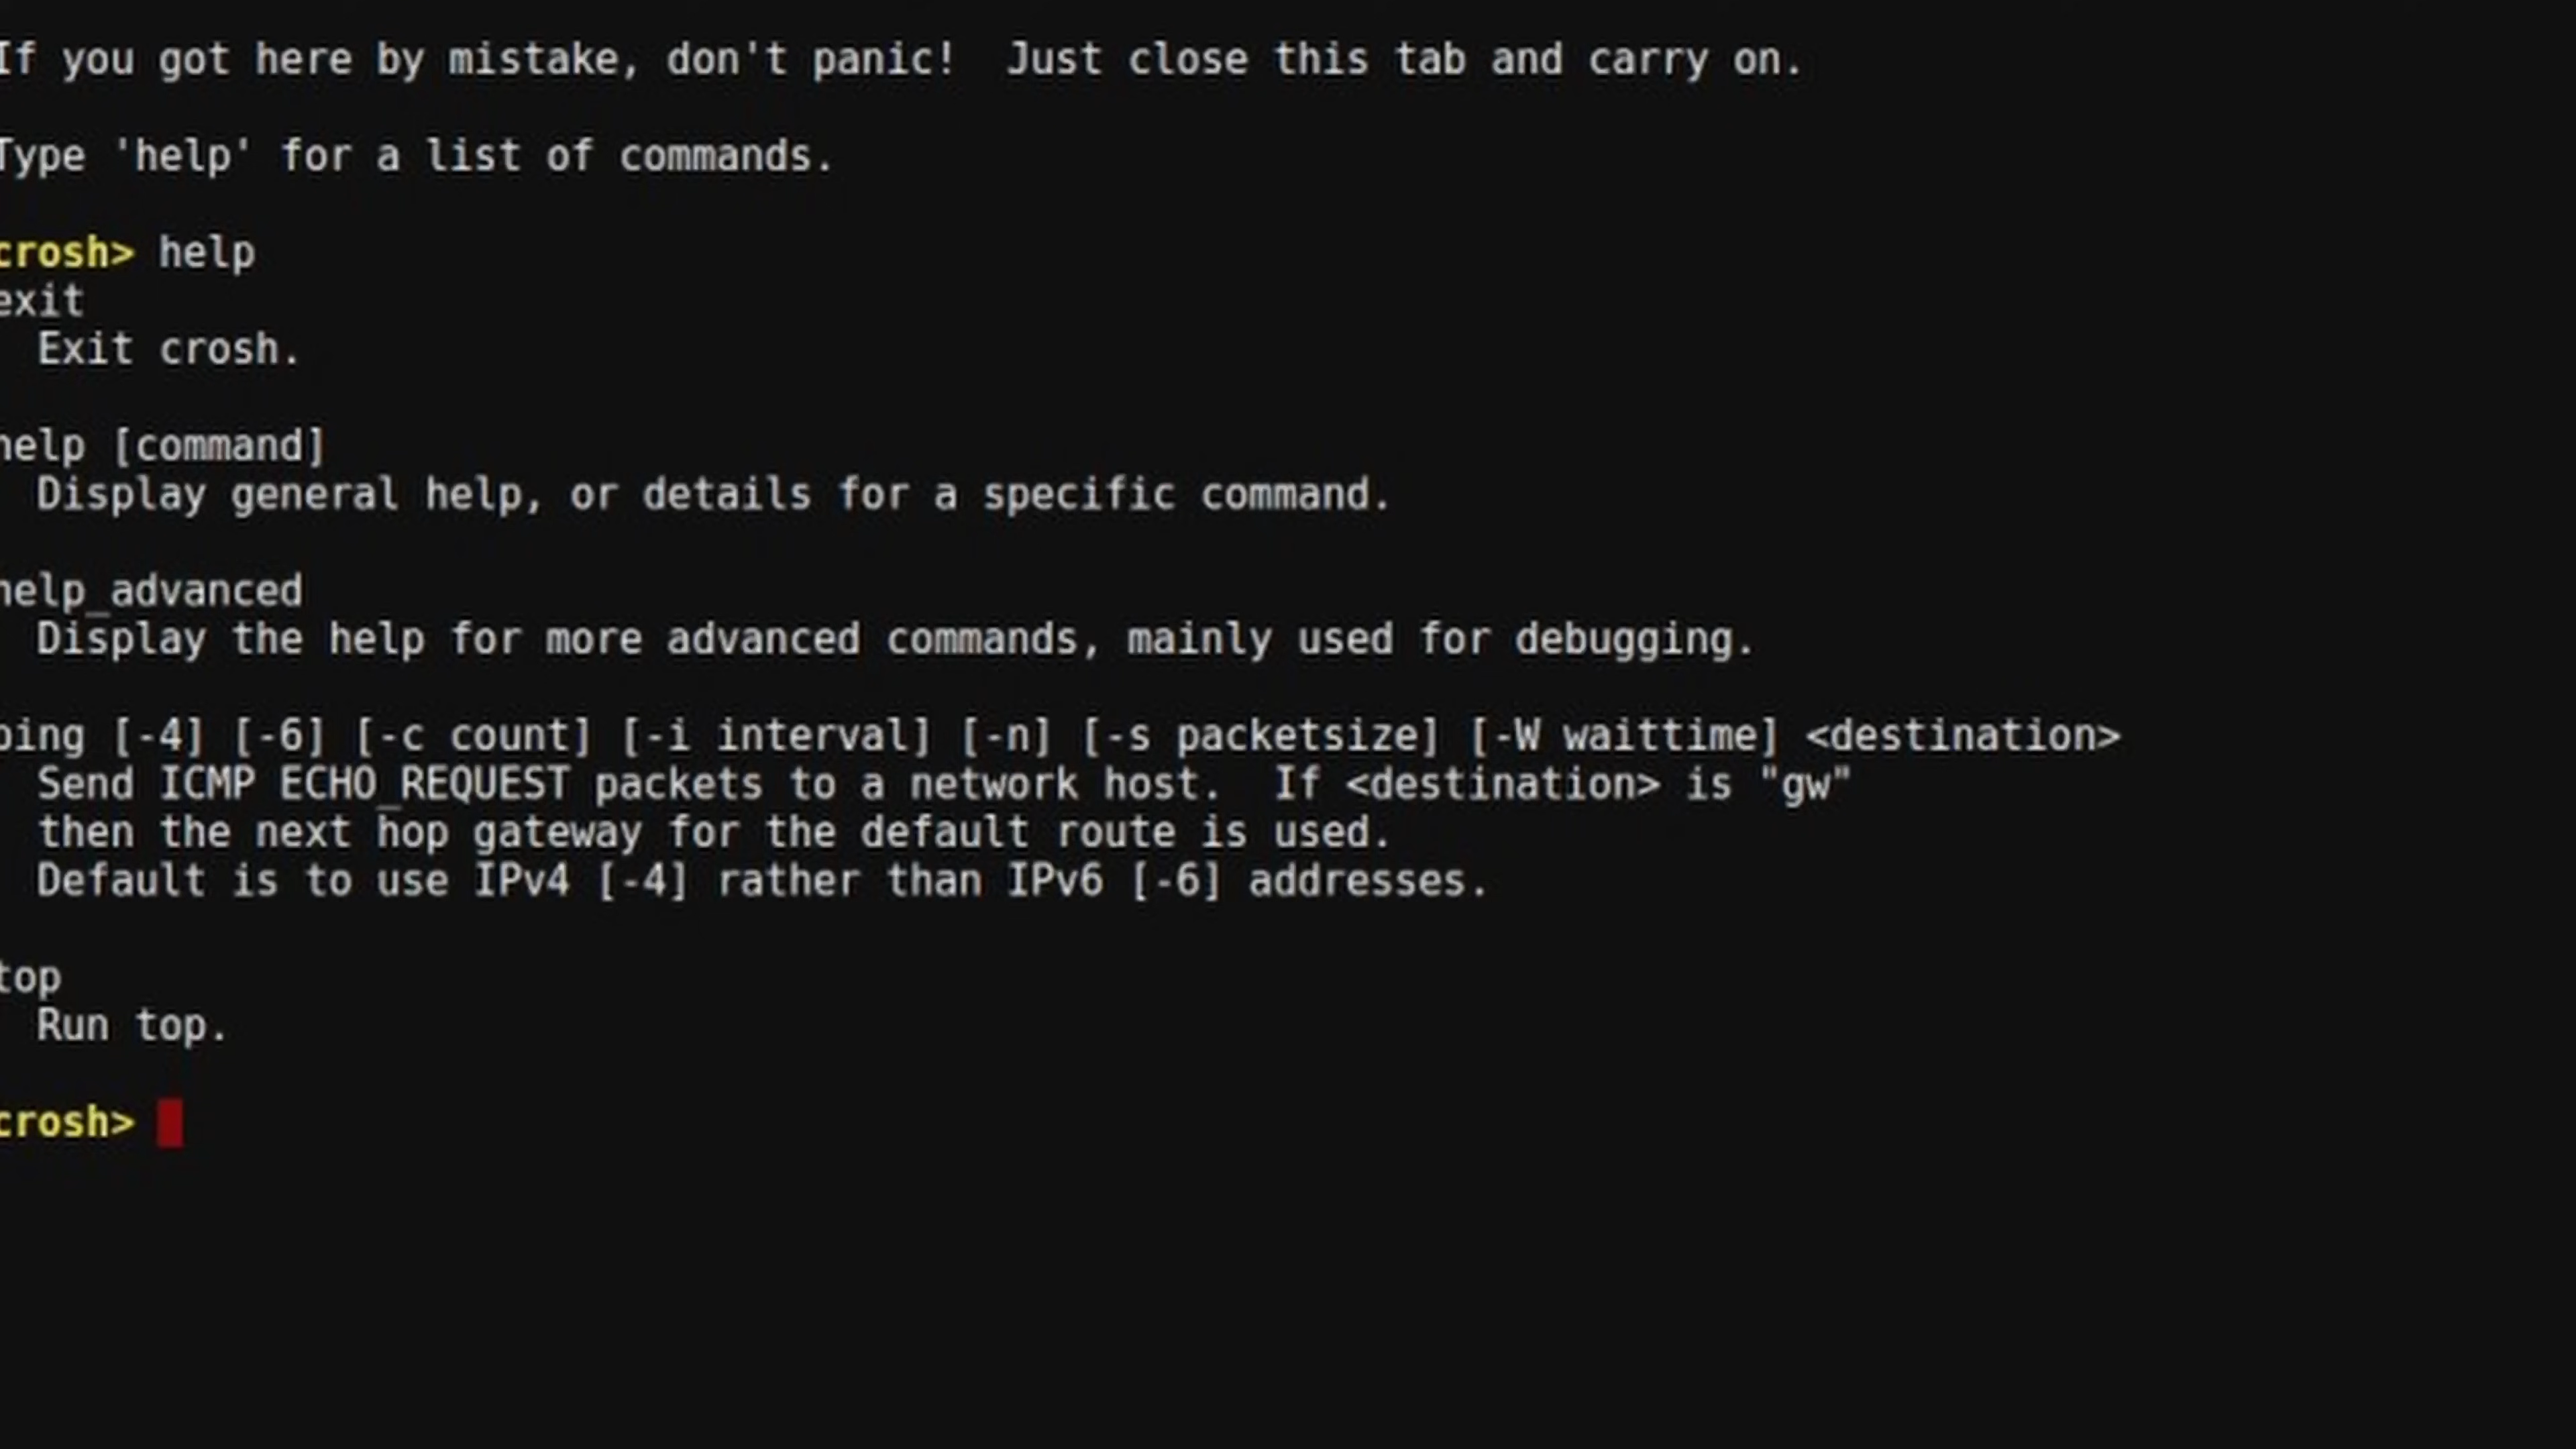 If you got here by mistake, don't panic!  Just close this tab and carry on.
Type 'help' for a list of commands.
crosh> help
exit
Exit crosh.
help [command]
Display general help, or details for a specific command.
help_advanced
Display the help for more advanced commands, mainly used for debugging.
ping [-4] [-6] [-c count] [-i interval] [-n] [-s packetsize] [-W waittime] <destination>
Send ICMP ECHO_REQUEST packets to a network host.  If <destination> is "gw"
then the next hop gateway for the default route is used.
Default is to use IPv4 [-4] rather than IPv6 [-6] addresses.
top
Run top.
crosh>